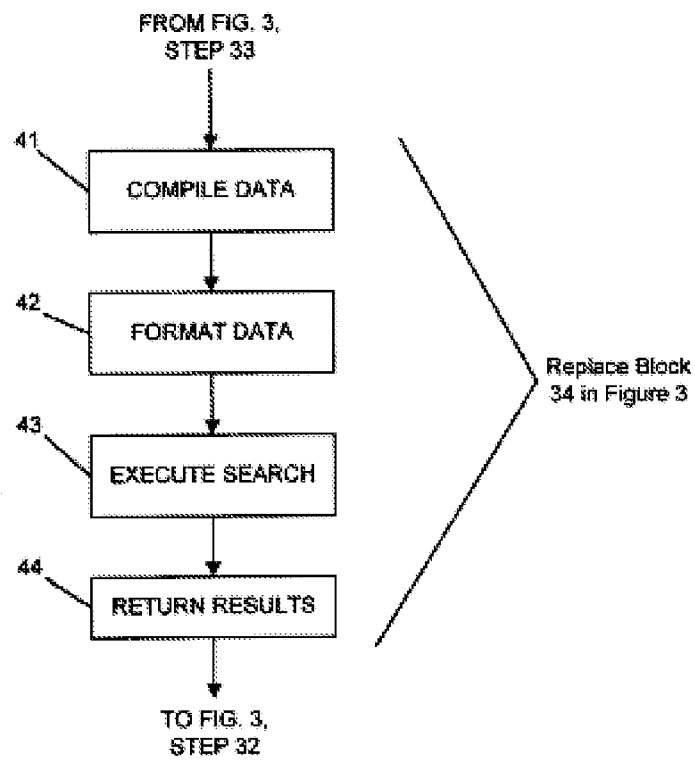 FROM FIG. 3,
STEP 33
41
COMPILE DATA
42
FORMAT DATA
43
EXECUTE SEARCH
44
RETURN RESULTS
TO FIG. 3,
STEP 32
Replace Block
34 in Figure 3